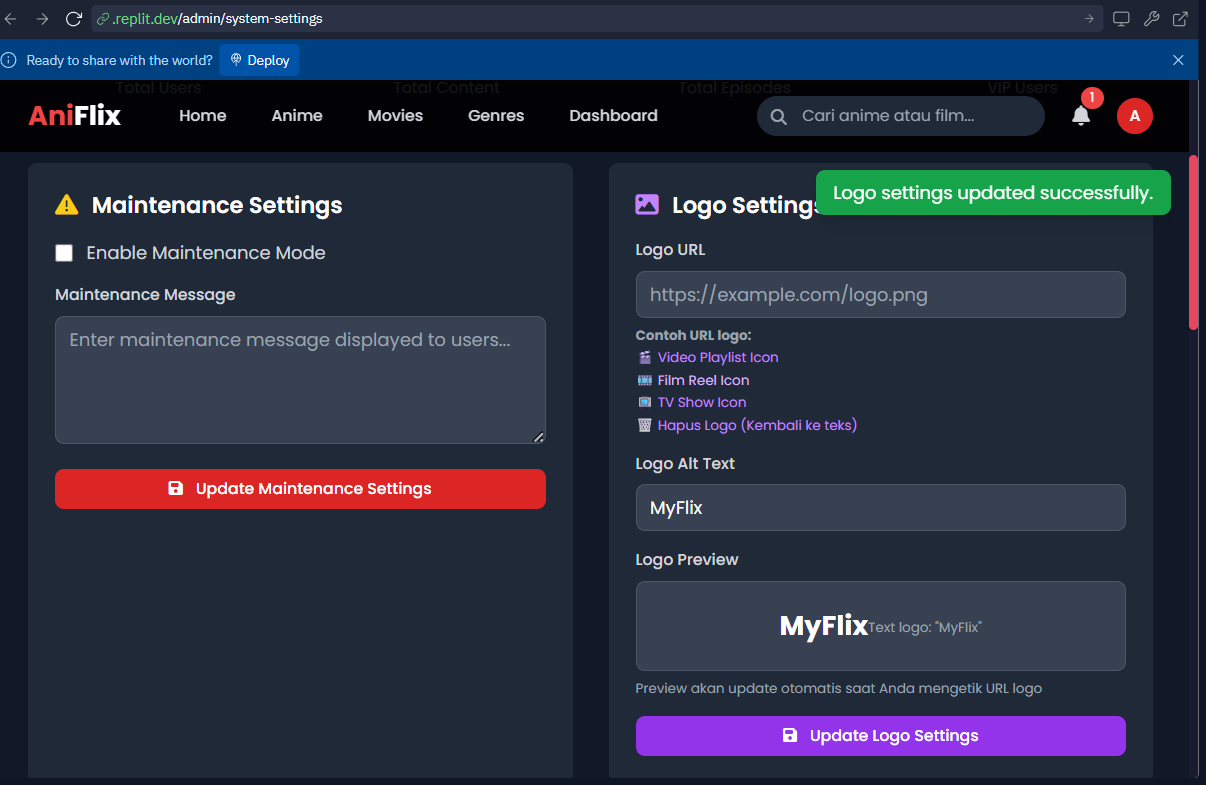 .replit.dev/admin/system-settings
Ready to share with the world? Deploy
Total Users Total Content Total Episodes VIP Users
AniFlix Home Anime Movies Genres Dashboard Cari anime atau film... 1 A
Logo settings updated successfully.
Maintenance Settings
Enable Maintenance Mode
Maintenance Message
Enter maintenance message displayed to users...
Update Maintenance Settings
Logo Settings
Logo URL
https://example.com/logo.png
Contoh URL logo:
🎬 Video Playlist Icon
🎞️ Film Reel Icon
📺 TV Show Icon
🗑️ Hapus Logo (Kembali ke teks)
Logo Alt Text
MyFlix
Logo Preview
MyFlix Text logo: "MyFlix"
Preview akan update otomatis saat Anda mengetik URL logo
Update Logo Settings